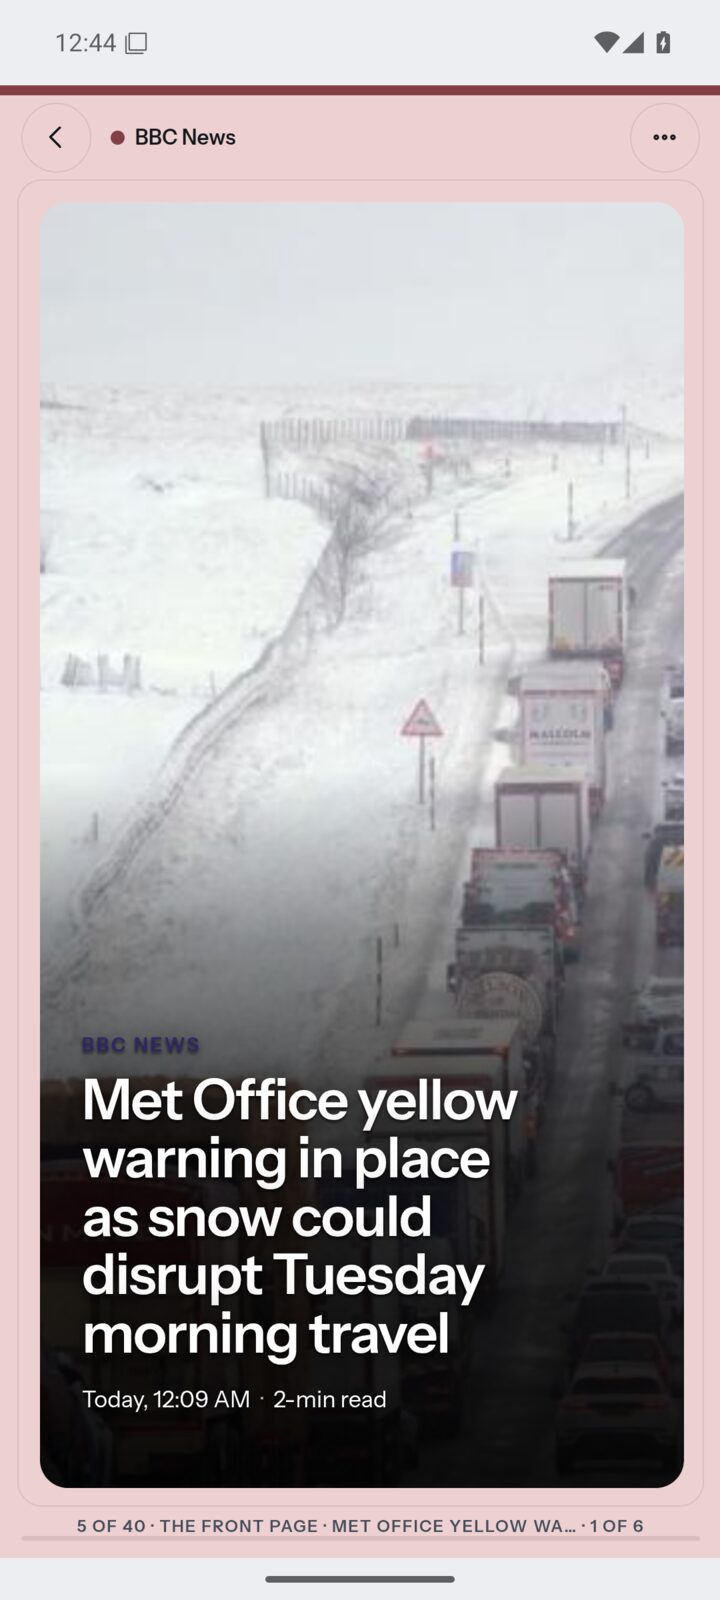 12:44
BBC News
MALCOLM
BBC NEWS
Met Office yellow
warning in place
as snow could
disrupt Tuesday
morning travel
Today, 12:09 AM · 2-min read
5 OF 40 · THE FRONT PAGE · MET OFFICE YELLOW WA... · 1 OF 6